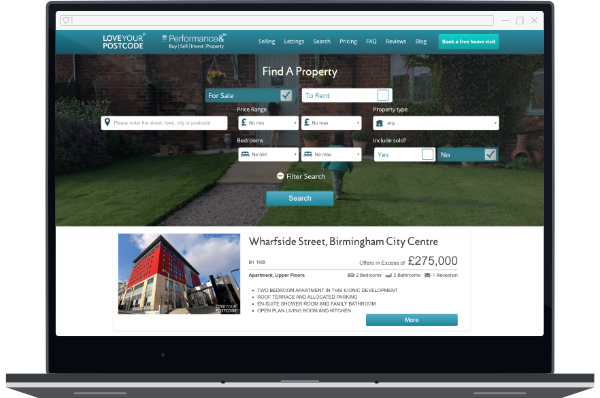 LOVEYOUR POSTCODE
Performance&
Buy | Sell | Invest | Property
Selling Lettings Search Pricing FAQ Reviews Blog Book a free home visit
Find A Property
For Sale To Rent
Price Range Property type
Please enter the street, town, city or postcode £ No min £ No max any
Bedrooms Include sold?
No min No max Yes No
Filter Search
Search
Wharfside Street, Birmingham City Centre
B1 1RB Offers in Excess of £275,000
Apartment, Upper Floors 2 Bedrooms 2 Bathrooms 1 Reception
• TWO BEDROOM APARTMENT IN THIS ICONIC DEVELOPMENT
• ROOF TERRACE AND ALLOCATED PARKING
• EN-SUITE SHOWER ROOM AND FAMILY BATHROOM
• OPEN PLAN LIVING ROOM AND KITCHEN
LOVEYOUR
POSTCODE
More